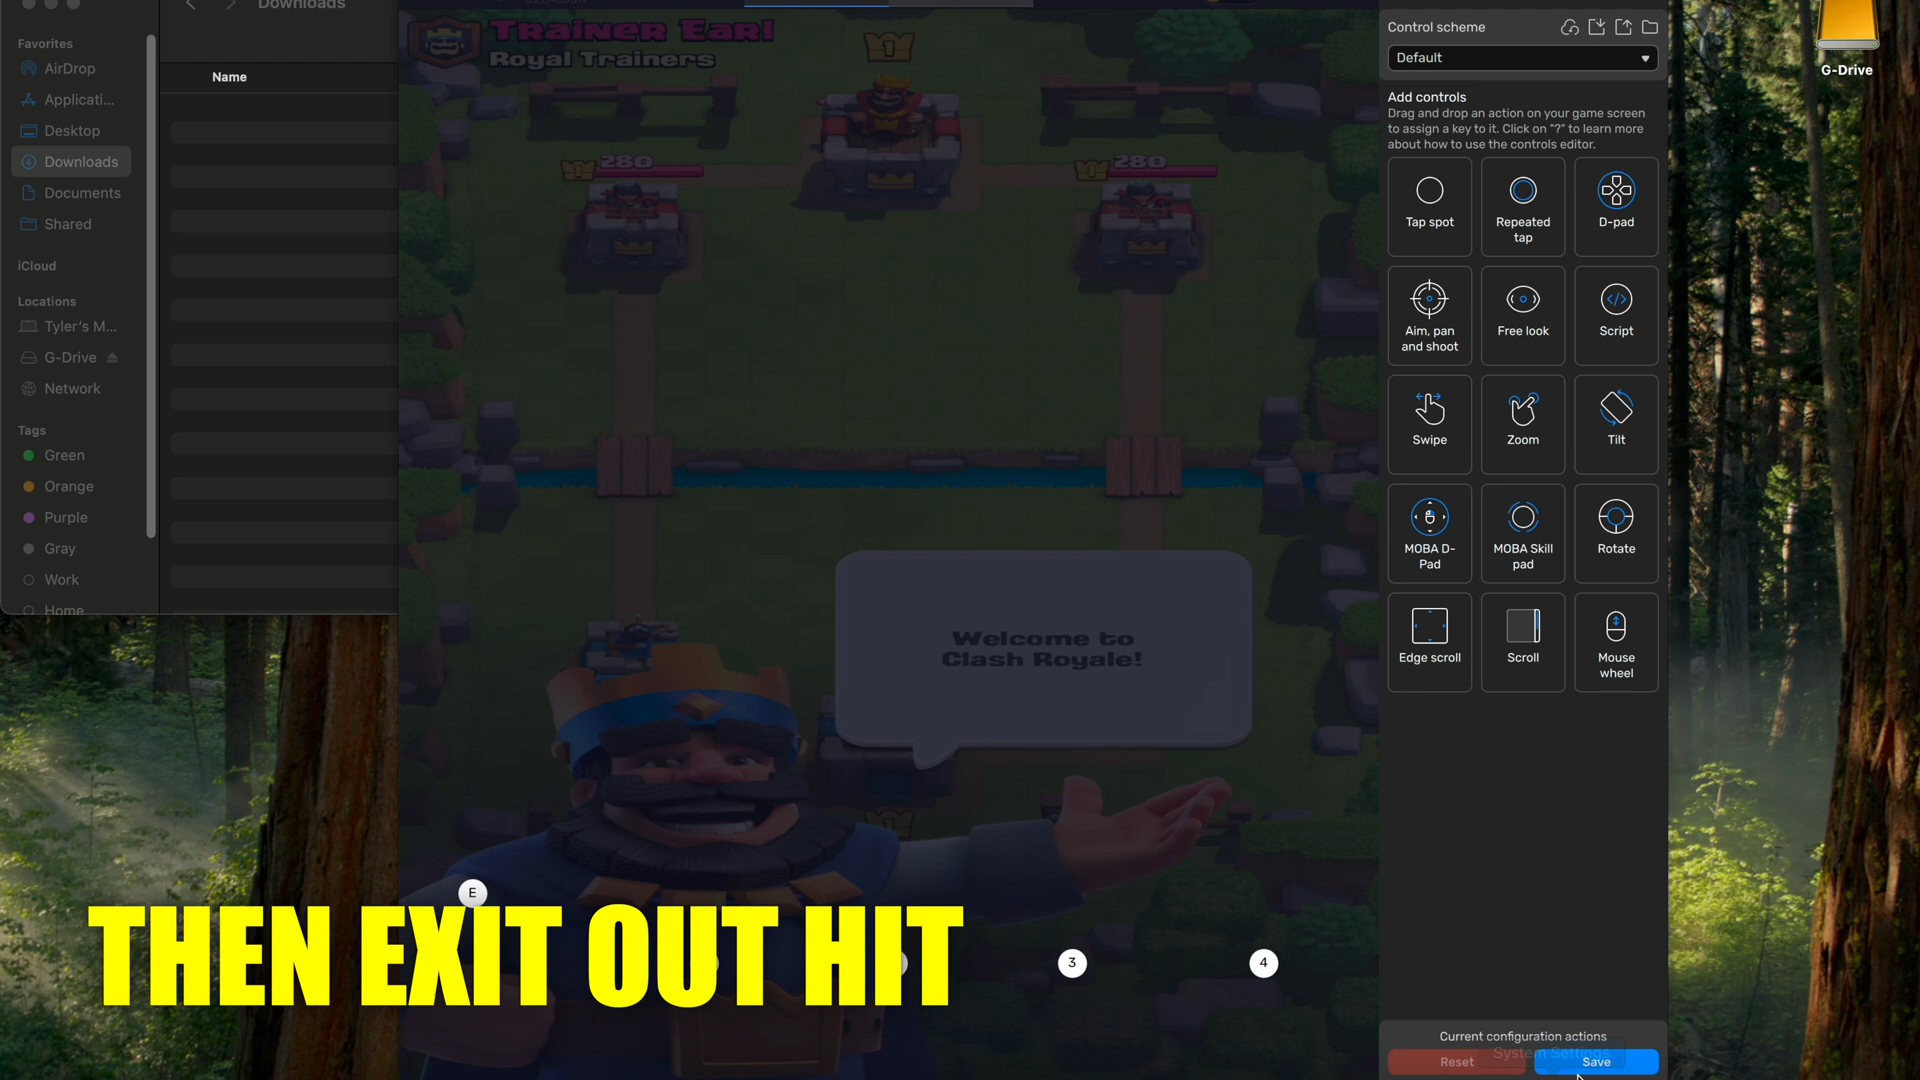 Downloads
Favorites
AirDrop
Applicati...
Desktop
Downloads
Documents
Shared
iCloud
Locations
Tyler's M...
G-Drive
Network
Tags
Green
Orange
Purple
Gray
Work
Home
Name
Trainer Earl
Royal Trainers
1
280
280
Welcome to
Clash Royale!
E
3
4
THEN EXIT OUT HIT
Control scheme
Default
Add controls
Drag and drop an action on your game screen
to assign a key to it. Click on "?" to learn more
about how to use the controls editor.
Tap spot
Repeated
tap
D-pad
Aim, pan
and shoot
Free look
Script
Swipe
Zoom
Tilt
MOBA D-
Pad
MOBA Skill
pad
Rotate
Edge scroll
Scroll
Mouse
wheel
Current configuration actions
System Settings
Reset
Save
G-Drive